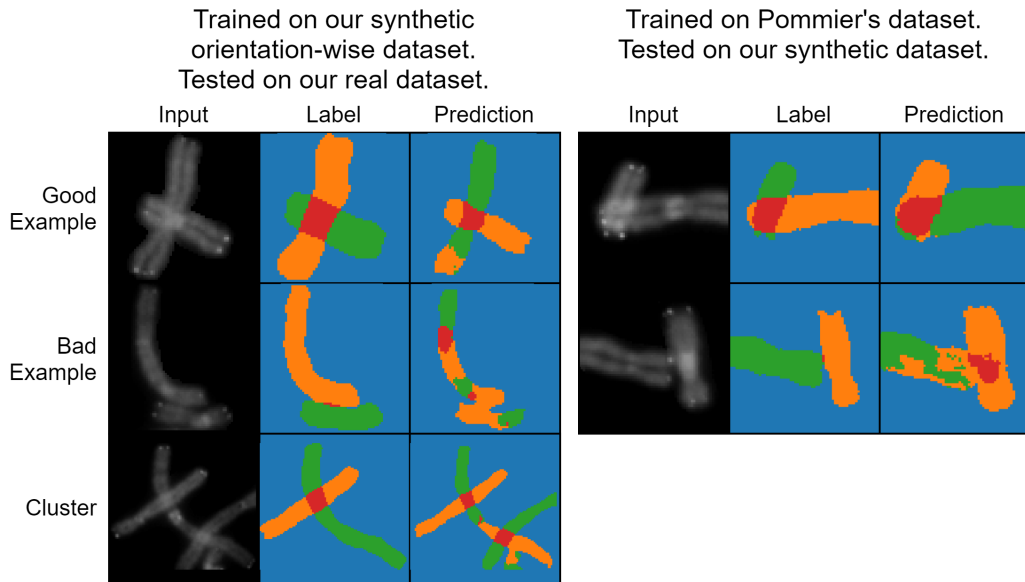 Trained on our synthetic
orientation-wise dataset.
Tested on our real dataset.
Trained on Pommier's dataset.
Tested on our synthetic dataset.
Input
Label
Prediction
Input
Label
Prediction
Good
Example
Bad
Example
Cluster